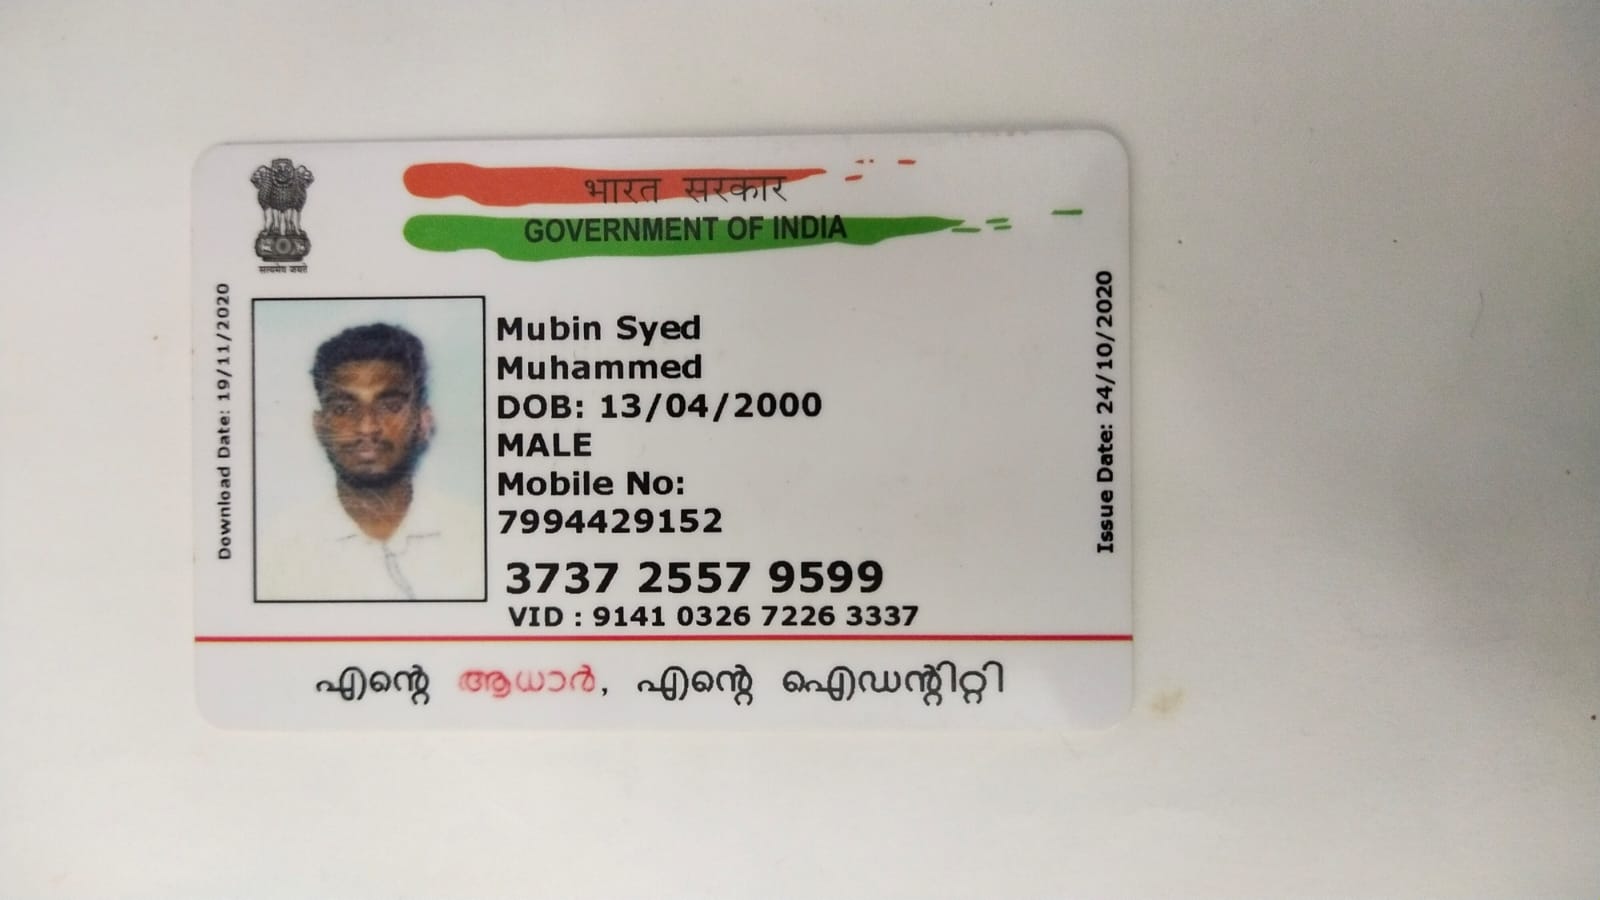 भारत सरकार
GOVERNMENT OF INDIA
सत्यमेव जयते
Download Date: 19/11/2020
Mubin Syed
Muhammed
DOB: 13/04/2000
MALE
Mobile No:
7994429152
3737 2557 9599
VID : 9141 0326 7226 3337
Issue Date: 24/10/2020
എന്റെ ആധാർ, എന്റെ ഐഡന്റിറ്റി